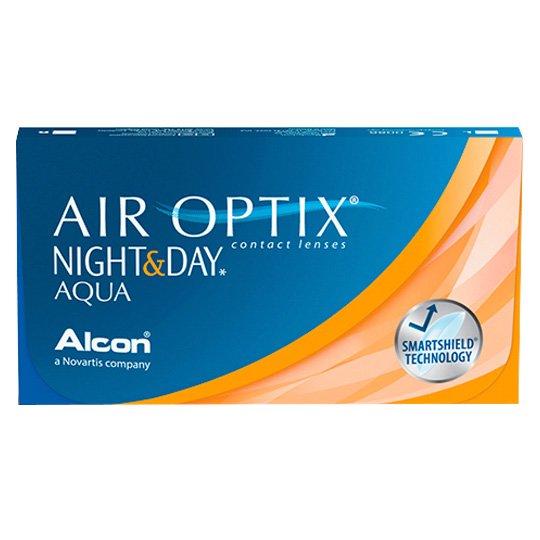 AIR OPTIX®
contact lenses
NIGHT&DAY*
AQUA
Alcon®
a Novartis company
SMARTSHIELD®
TECHNOLOGY